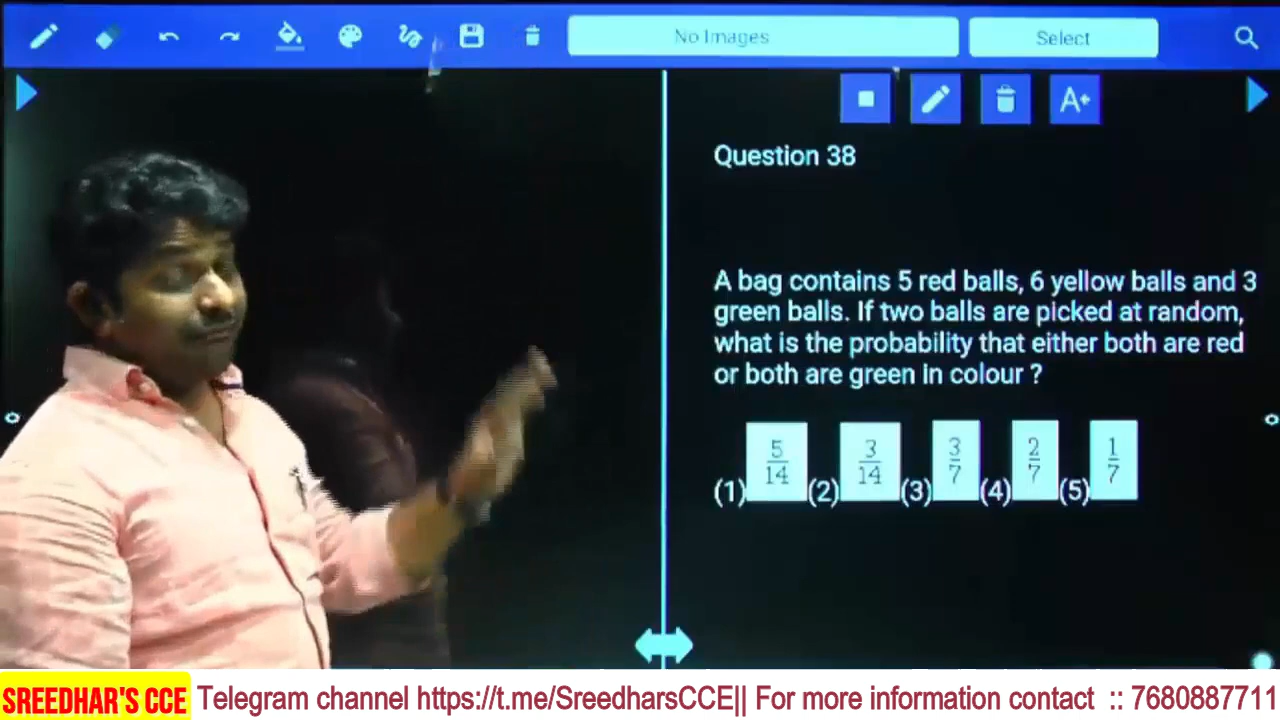 No Images
Select
A+
Question 38
A bag contains 5 red balls, 6 yellow balls and 3
green balls. If two balls are picked at random,
what is the probability that either both are red
or both are green in colour ?
(1) 5/14 (2) 3/14 (3) 3/7 (4) 2/7 (5) 1/7
SREEDHAR'S CCE Telegram channel https://t.me/SreedharsCCE|| For more information contact :: 7680887711